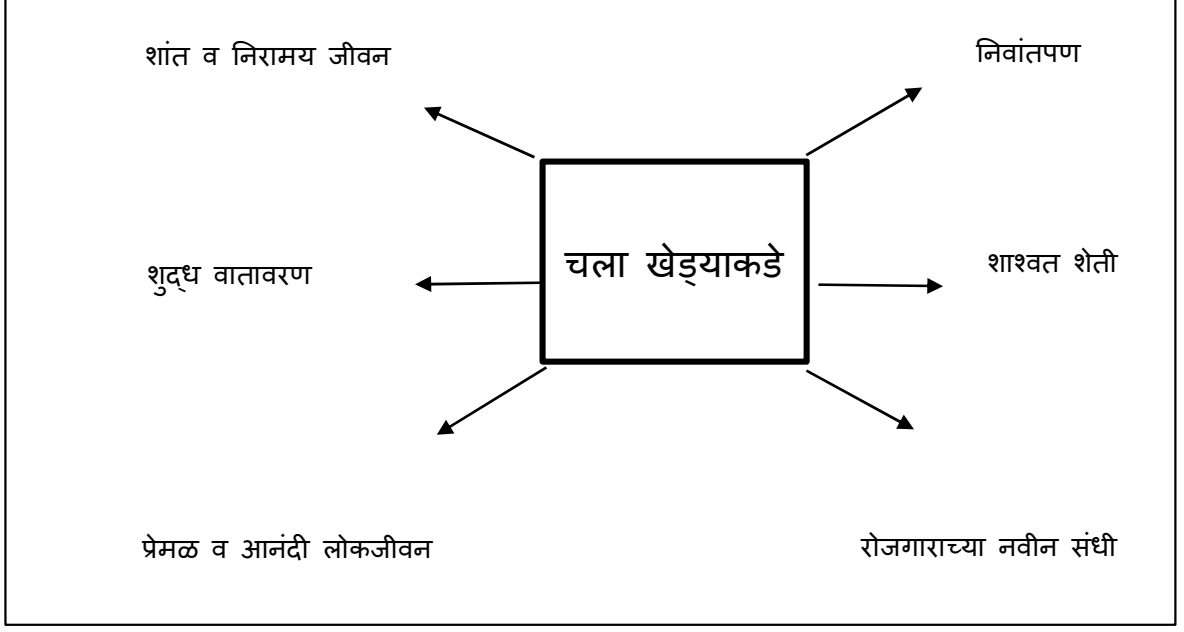 शांत व निरामय जीवन
निवांतपण
चला खेड्याकडे
शुद्ध वातावरण
शाश्वत शेती
प्रेमळ व आनंदी लोकजीवन
रोजगाराच्या नवीन संधी